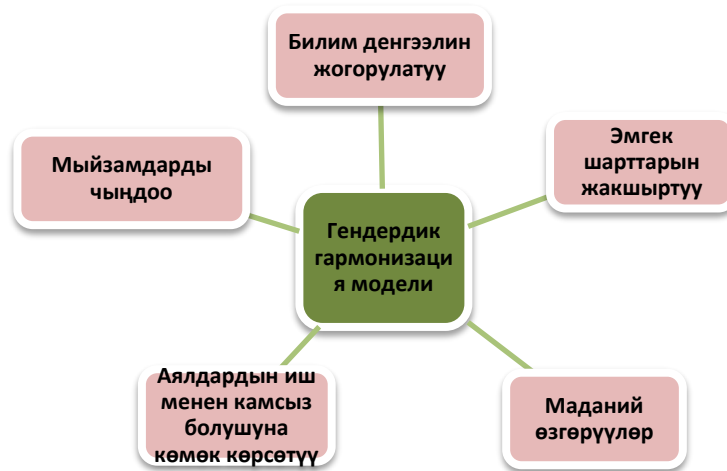 Билим денгээлин
жогорулатуу
Мыйзамдарды
чыңдоо
Эмгек
шарттарын
жакшыртуу
Гендердик
гармонизаци
я модели
Аялдардын иш
менен камсыз
болушуна
көмөк көрсөтүү
Маданий
өзгөрүүлөр